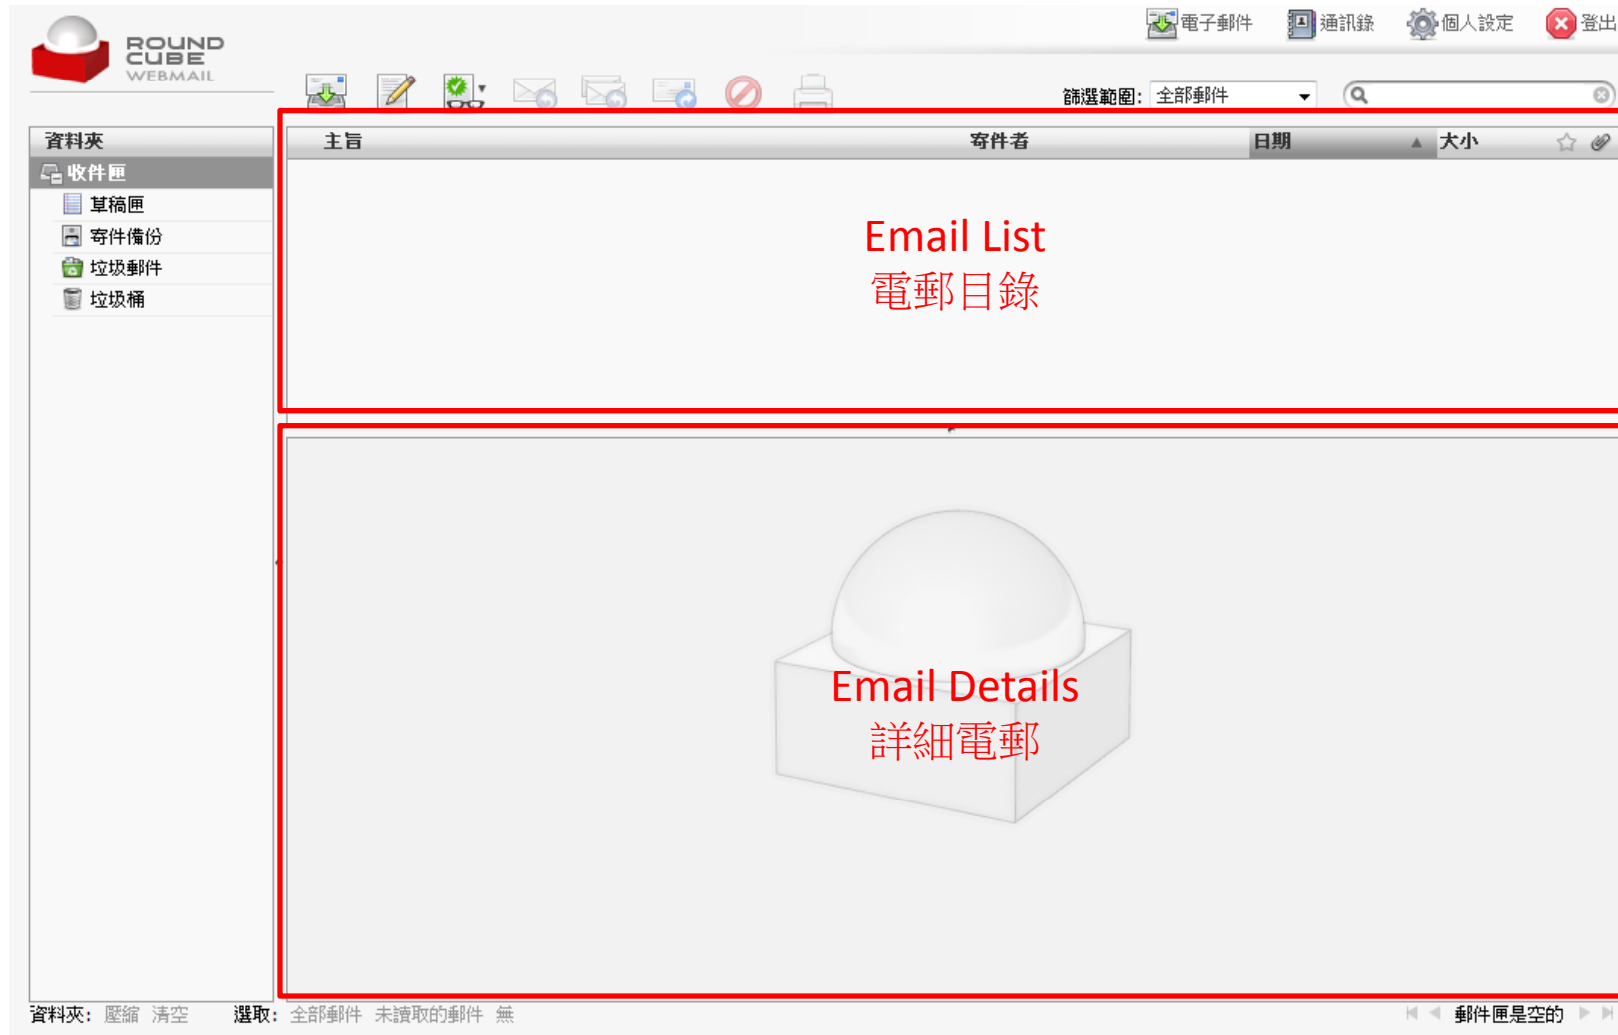 電子郵件 通訊錄 個人設定 登出
ROUND
CUBE
WEBMAIL
篩選範圍: 全部郵件
資料夾
收件匣
草稿匣
寄件備份
垃圾郵件
垃圾桶
主旨 寄件者 日期 大小
Email List
電郵目錄
Email Details
詳細電郵
資料夾: 壓縮 清空 選取: 全部郵件 未讀取的郵件 無
郵件匣是空的